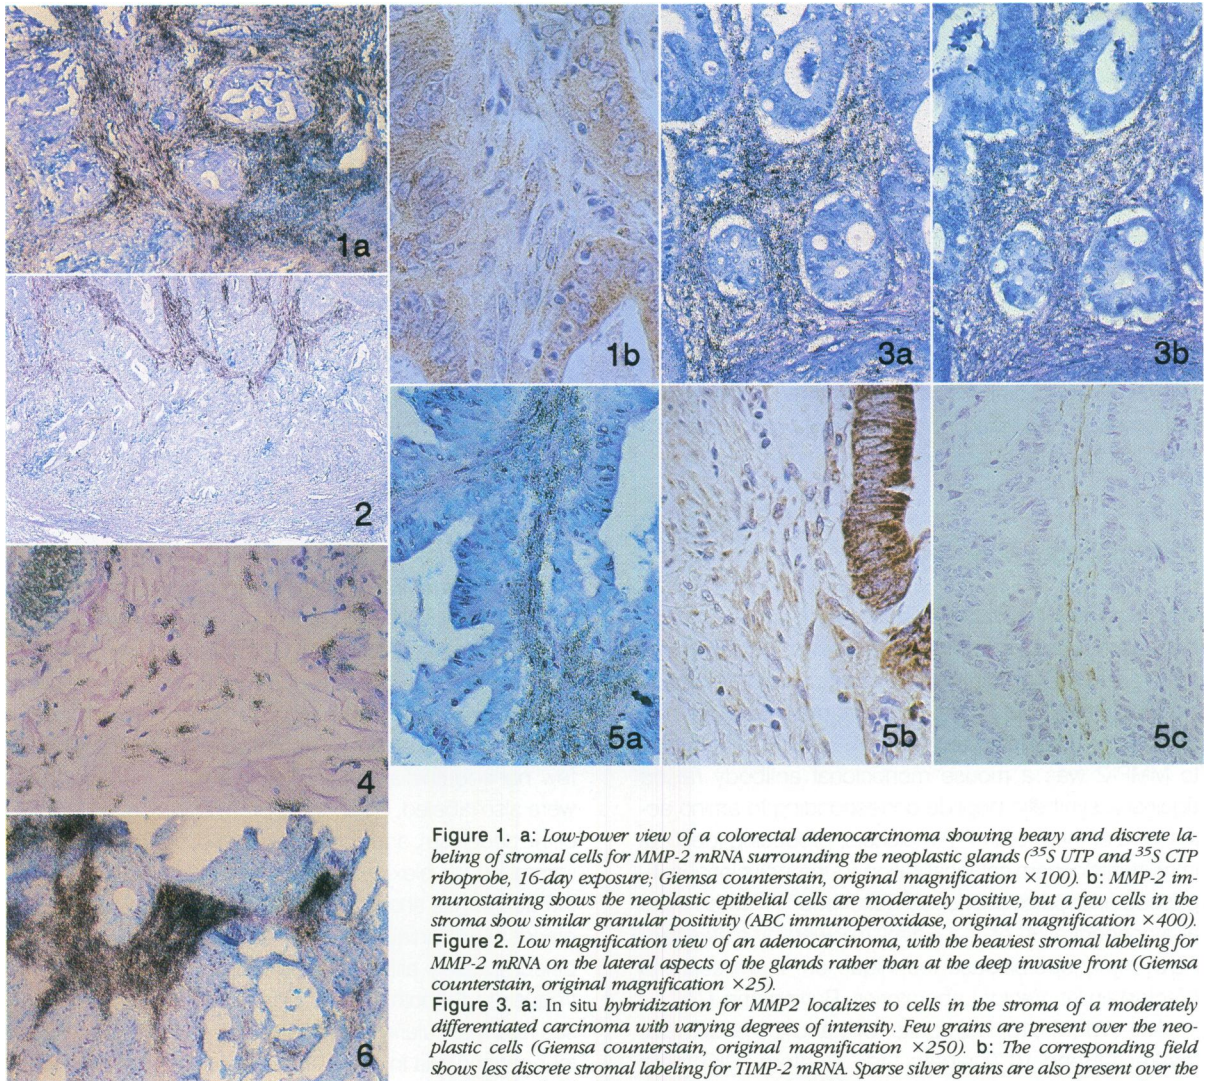 1a
1b
3a
3b
2
4
5a
5b
5c
6
Figure 1. a: Low-power view of a colorectal adenocarcinoma showing heavy and discrete la-
beling of stromal cells for MMP-2 mRNA surrounding the neoplastic glands (³⁵S UTP and ³⁵S CTP
riboprobe, 16-day exposure; Giemsa counterstain, original magnification ×100). b: MMP-2 im-
munostaining shows the neoplastic epithelial cells are moderately positive, but a few cells in the
stroma show similar granular positivity (ABC immunoperoxidase, original magnification ×400).
Figure 2. Low magnification view of an adenocarcinoma, with the heaviest stromal labeling for
MMP-2 mRNA on the lateral aspects of the glands rather than at the deep invasive front (Giemsa
counterstain, original magnification ×25).
Figure 3. a: In situ hybridization for MMP2 localizes to cells in the stroma of a moderately
differentiated carcinoma with varying degrees of intensity. Few grains are present over the neo-
plastic cells (Giemsa counterstain, original magnification ×250). b: The corresponding field
shows less discrete stromal labeling for TIMP-2 mRNA. Sparse silver grains are also present over the